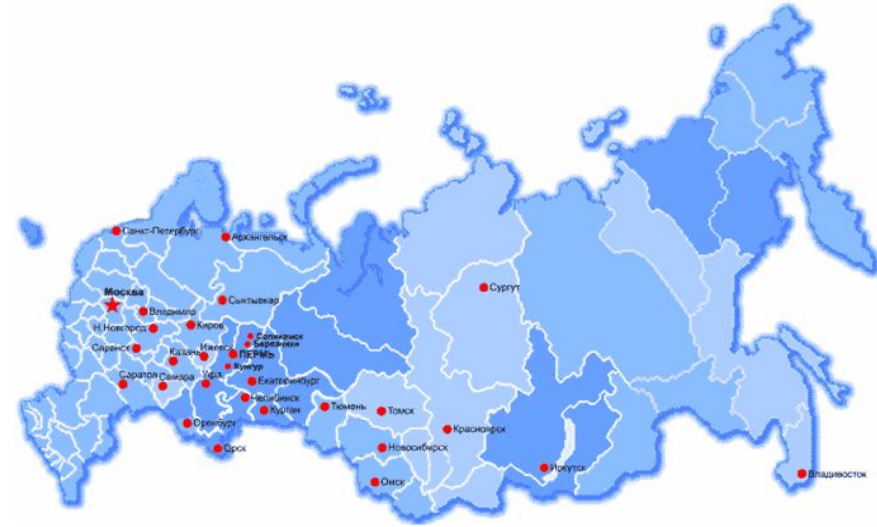 Санкт-Петербург
Архангельск
Москва
Сургут
Сыктывкар
Владимир
Н.Новгород
Киров
Соликамск
Березники
Саранск
Казань
Ижевск
ПЕРМЬ
Кунгур
Саратов
Самара
Уфа
Екатеринбург
Челябинск
Курган
Тюмень
Томск
Оренбург
Красноярск
Орск
Новосибирск
Иркутск
Владивосток
Омск